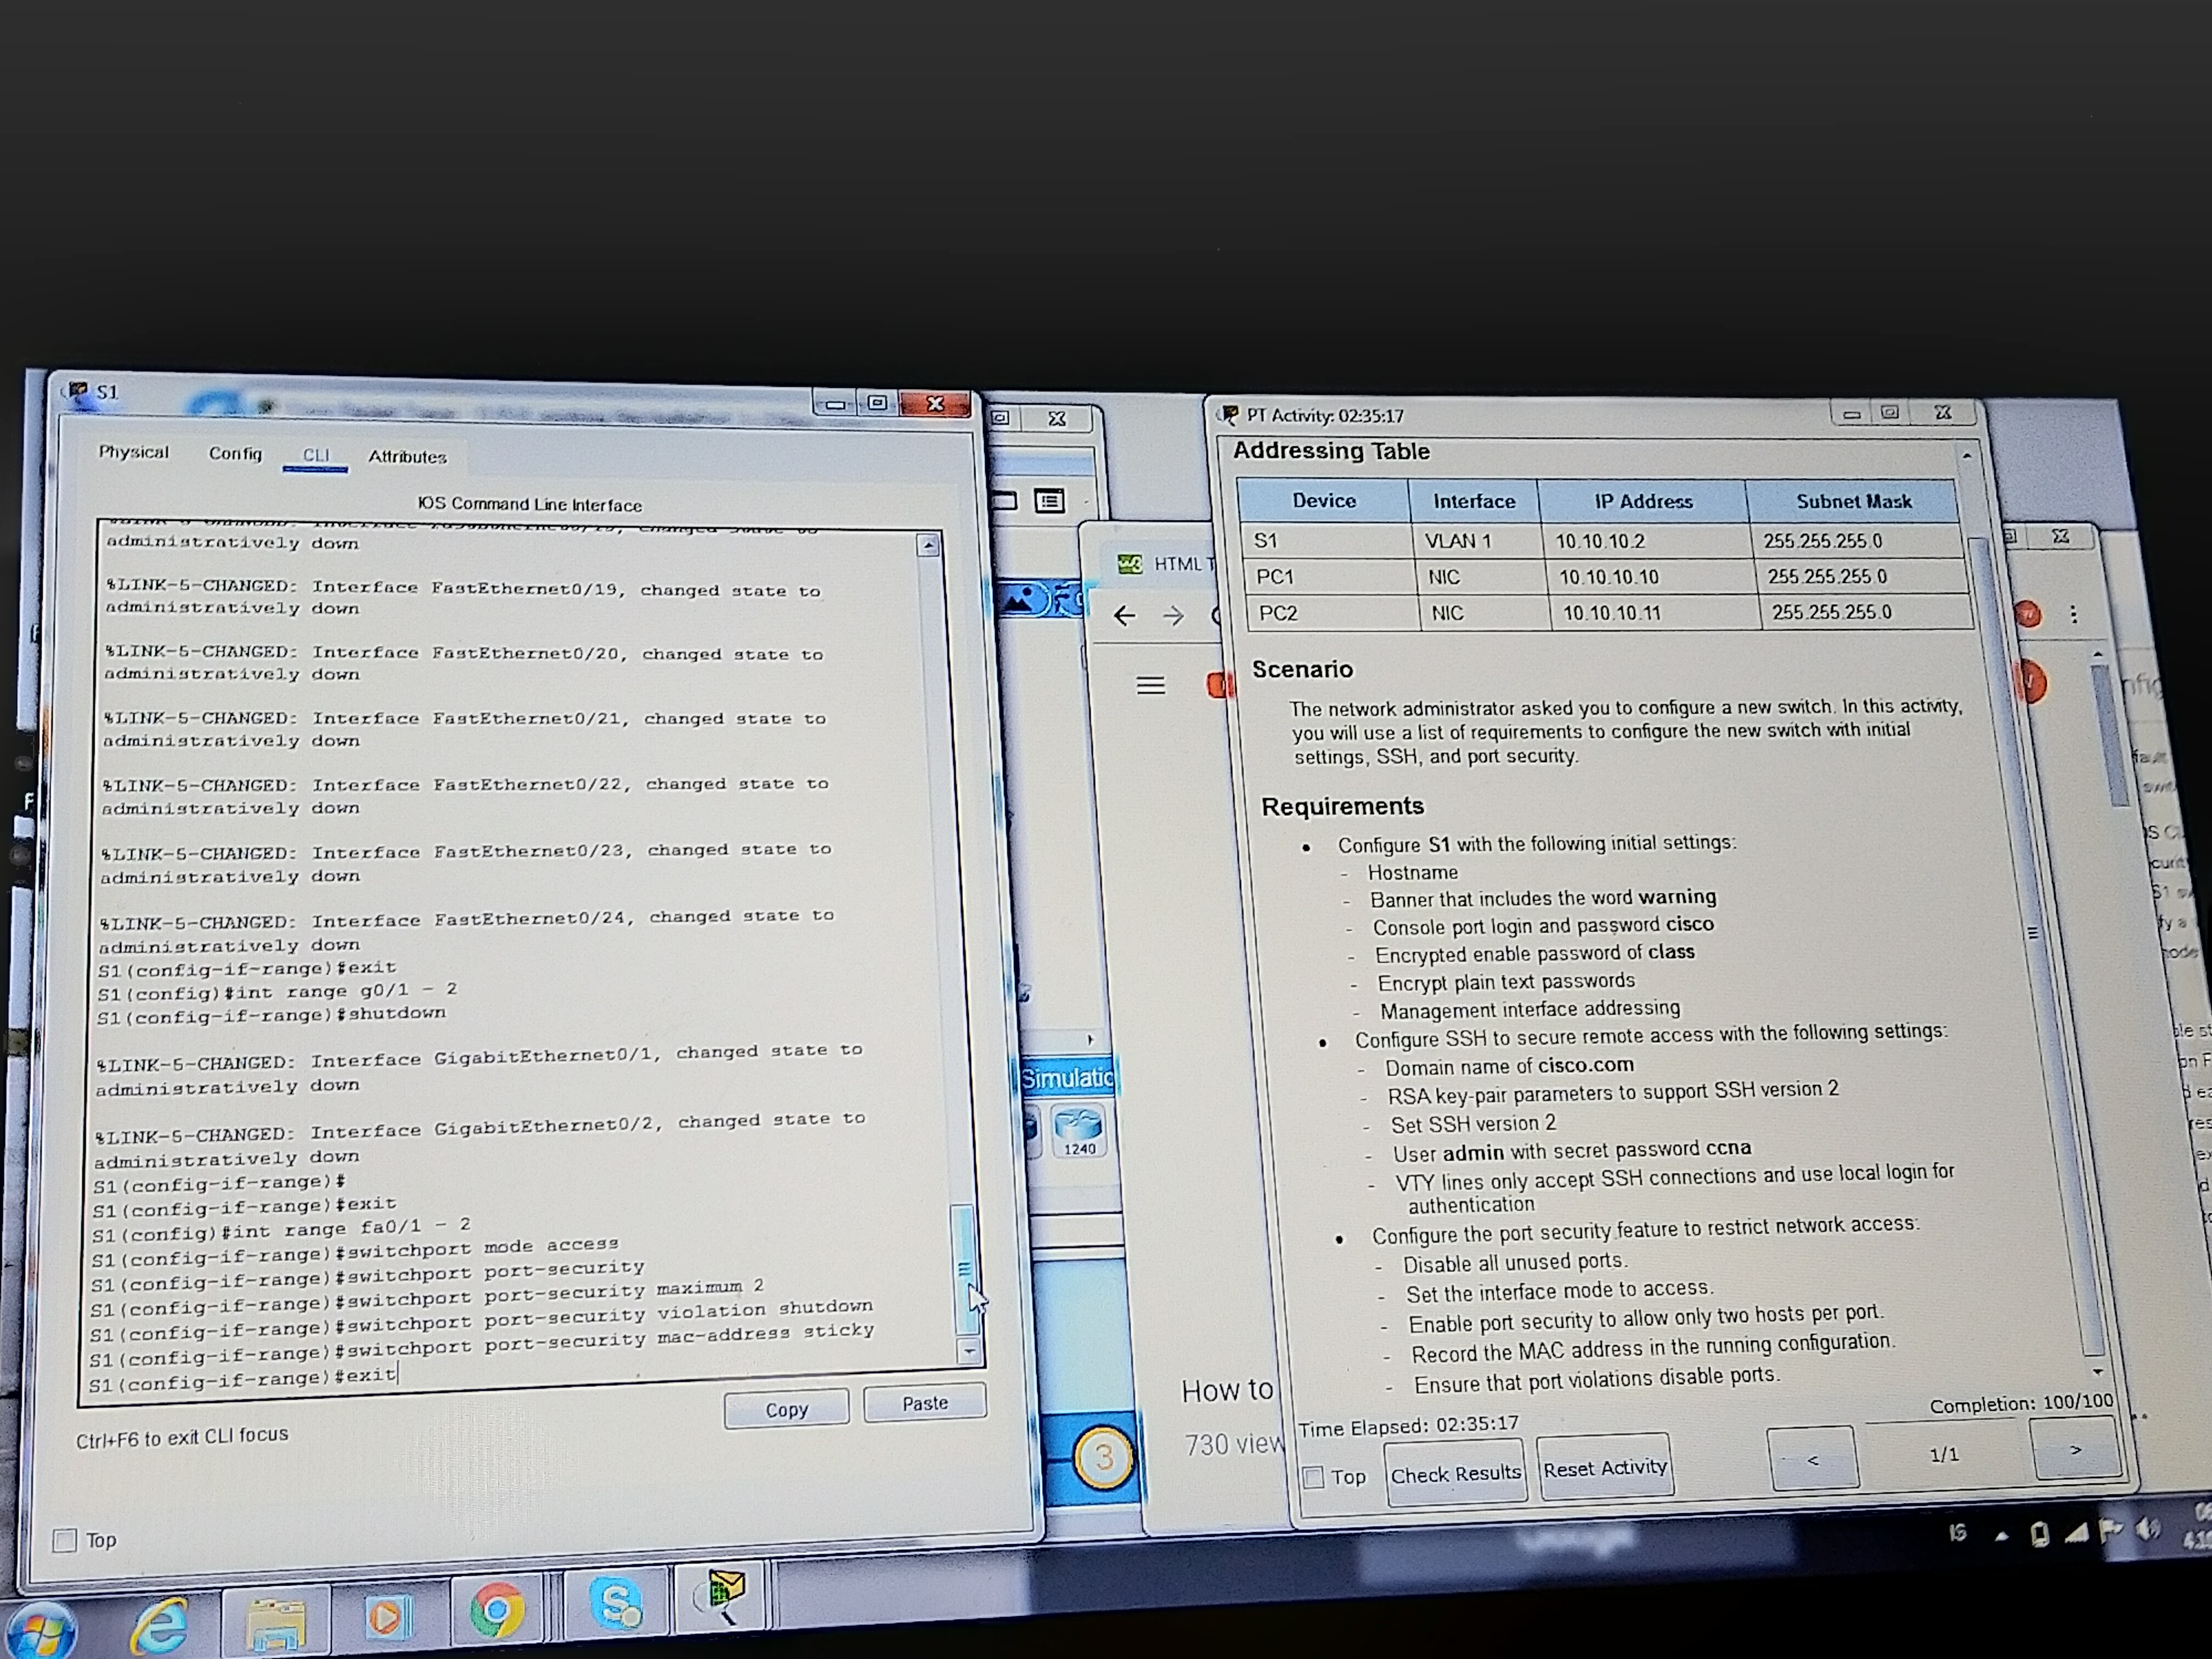 S1
Physical Config CLI Attributes
IOS Command Line Interface
administratively down
%LINK-5-CHANGED: Interface FastEthernet0/19, changed state to
administratively down
%LINK-5-CHANGED: Interface FastEthernet0/20, changed state to
administratively down
%LINK-5-CHANGED: Interface FastEthernet0/21, changed state to
administratively down
%LINK-5-CHANGED: Interface FastEthernet0/22, changed state to
administratively down
%LINK-5-CHANGED: Interface FastEthernet0/23, changed state to
administratively down
%LINK-5-CHANGED: Interface FastEthernet0/24, changed state to
administratively down
S1(config-if-range)#exit
S1(config)#int range g0/1 - 2
S1(config-if-range)#shutdown
%LINK-5-CHANGED: Interface GigabitEthernet0/1, changed state to
administratively down
%LINK-5-CHANGED: Interface GigabitEthernet0/2, changed state to
administratively down
S1(config-if-range)#
S1(config-if-range)#exit
S1(config)#int range fa0/1 - 2
S1(config-if-range)#switchport mode access
S1(config-if-range)#switchport port-security
S1(config-if-range)#switchport port-security maximum 2
S1(config-if-range)#switchport port-security violation shutdown
S1(config-if-range)#switchport port-security mac-address sticky
S1(config-if-range)#exit
Copy Paste
Ctrl+F6 to exit CLI focus
Top
Simulatio
1240
3
HTML T
How to
730 view
PT Activity: 02:35:17
Addressing Table
Device Interface IP Address Subnet Mask
S1 VLAN 1 10.10.10.2 255.255.255.0
PC1 NIC 10.10.10.10 255.255.255.0
PC2 NIC 10.10.10.11 255.255.255.0
Scenario
The network administrator asked you to configure a new switch. In this activity,
you will use a list of requirements to configure the new switch with initial
settings, SSH, and port security.
Requirements
• Configure S1 with the following initial settings:
- Hostname
- Banner that includes the word warning
- Console port login and password cisco
- Encrypted enable password of class
- Encrypt plain text passwords
- Management interface addressing
• Configure SSH to secure remote access with the following settings:
- Domain name of cisco.com
- RSA key-pair parameters to support SSH version 2
- Set SSH version 2
- User admin with secret password ccna
- VTY lines only accept SSH connections and use local login for
authentication
• Configure the port security feature to restrict network access:
- Disable all unused ports.
- Set the interface mode to access.
- Enable port security to allow only two hosts per port.
- Record the MAC address in the running configuration.
- Ensure that port violations disable ports.
Completion: 100/100
Time Elapsed: 02:35:17
Top Check Results Reset Activity < 1/1 >
IS